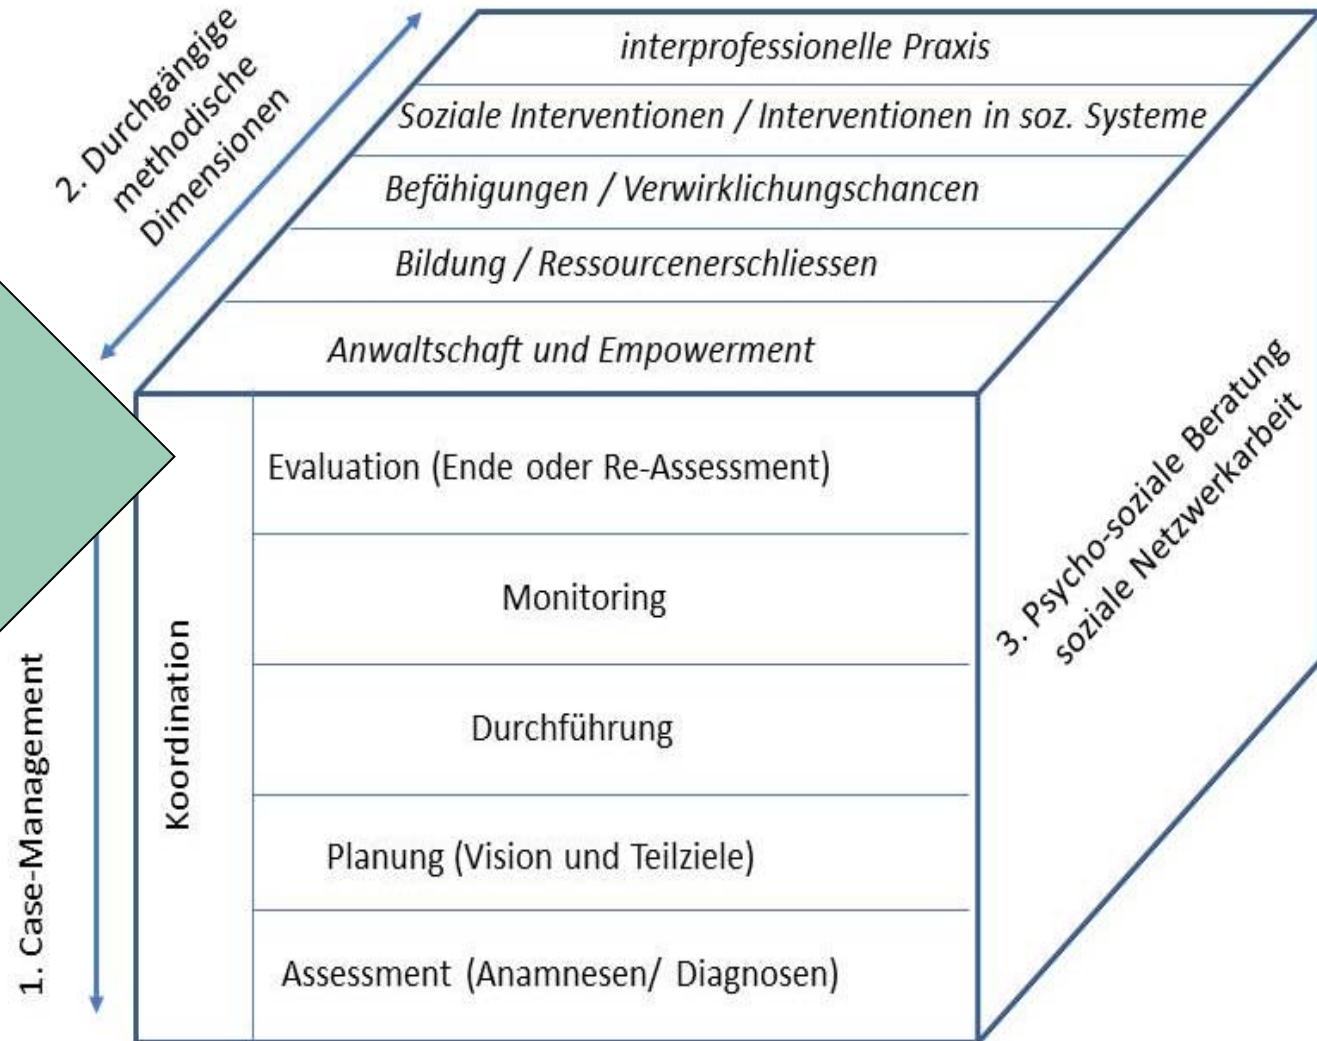 2. Durchgängige
methodische
Dimensionen
interprofessionelle Praxis
Soziale Interventionen / Interventionen in soz. Systeme
Befähigungen / Verwirklichungschancen
Bildung / Ressourcenerschliessen
Anwaltschaft und Empowerment
1. Case-Management
Koordination
Evaluation (Ende oder Re-Assessment)
Monitoring
Durchführung
Planung (Vision und Teilziele)
Assessment (Anamnesen/ Diagnosen)
3. Psycho-soziale Beratung
soziale Netzwerkarbeit